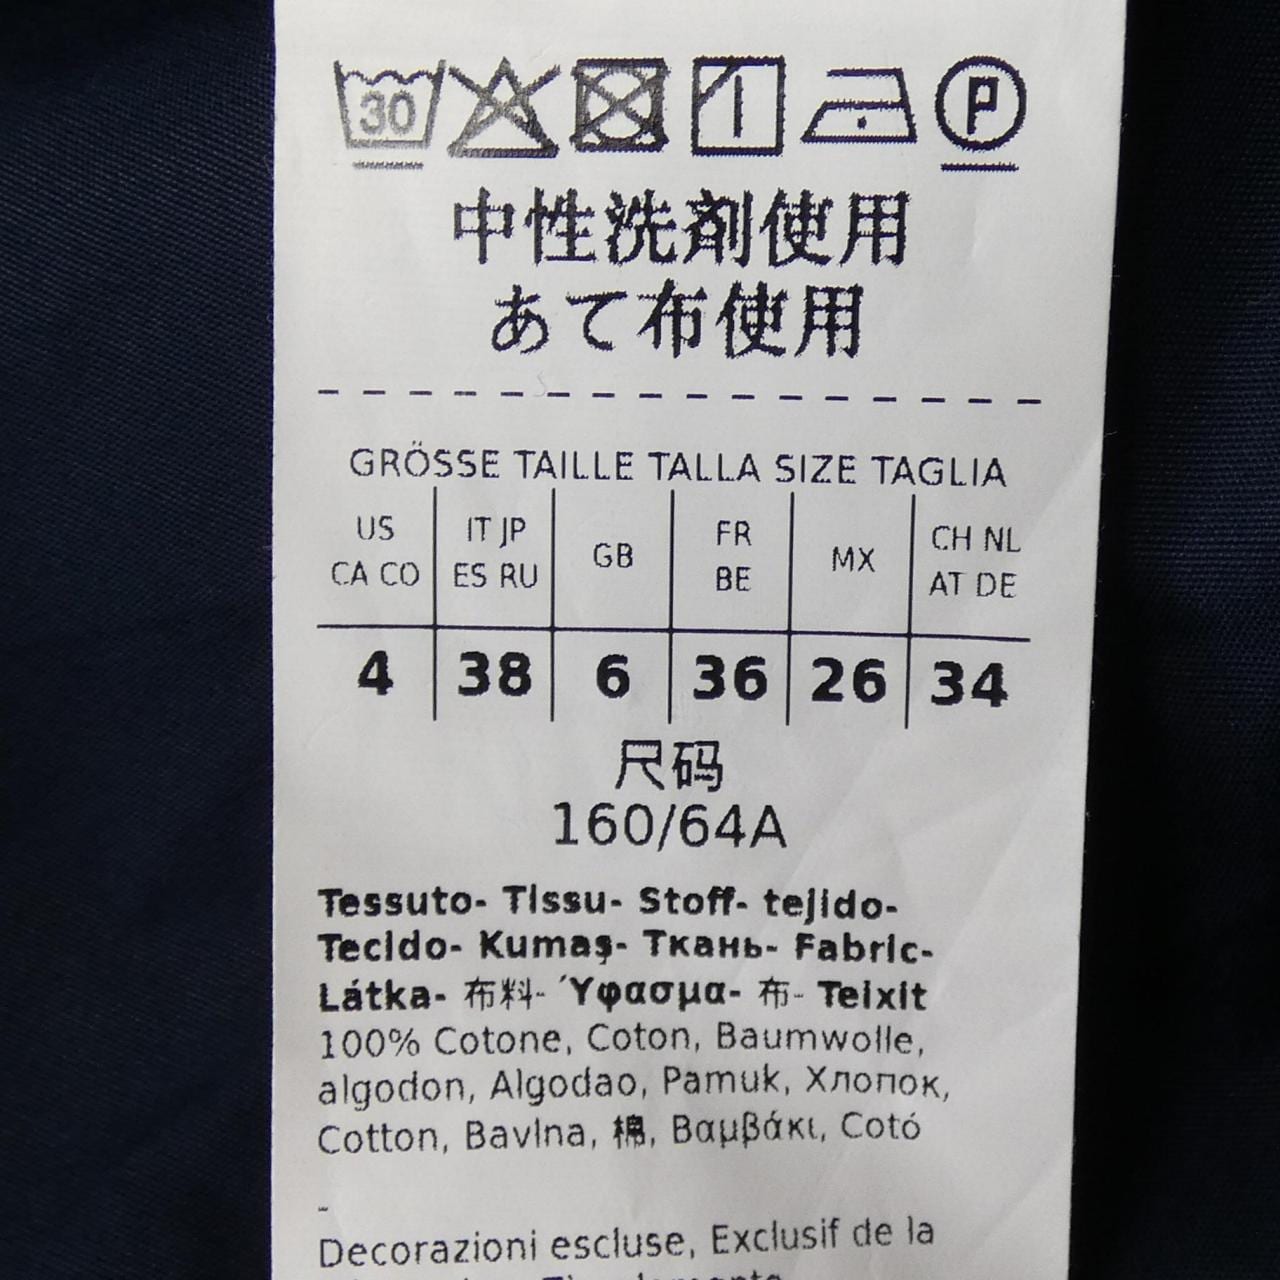 30 P
中性洗剤使用
あて布使用
GRÖSSE TAILLE TALLA SIZE TAGLIA
US IT JP GB FR MX CH NL
CA CO ES RU BE AT DE
4 38 6 36 26 34
尺码
160/64A
Tessuto- Tissu- Stoff- tejido-
Tecido- Kumaş- Ткань- Fabric-
Látka- 布料- Ύφασμα- 布- Teixit
100% Cotone, Coton, Baumwolle,
algodon, Algodao, Pamuk, Хлопок,
Cotton, Bavlna, 棉, Βαμβάκι, Cotó
-
Decorazioni escluse, Exclusif de la